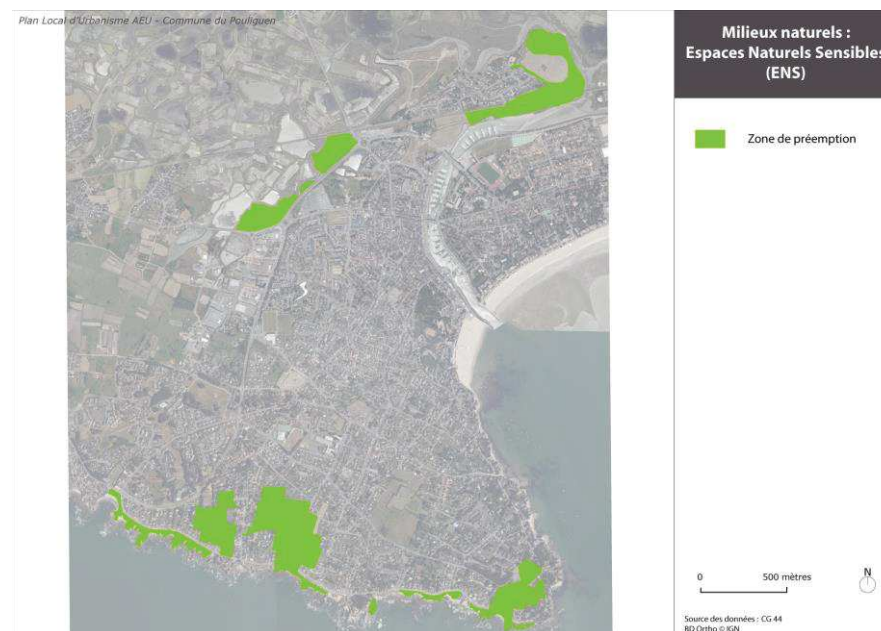 Plan Local d'Urbanisme AEU - Commune du Pouliguen
Milieux naturels :
Espaces Naturels Sensibles
(ENS)
Zone de préemption
0 500 mètres
N
Source des données : CG 44
BD Ortho © IGN